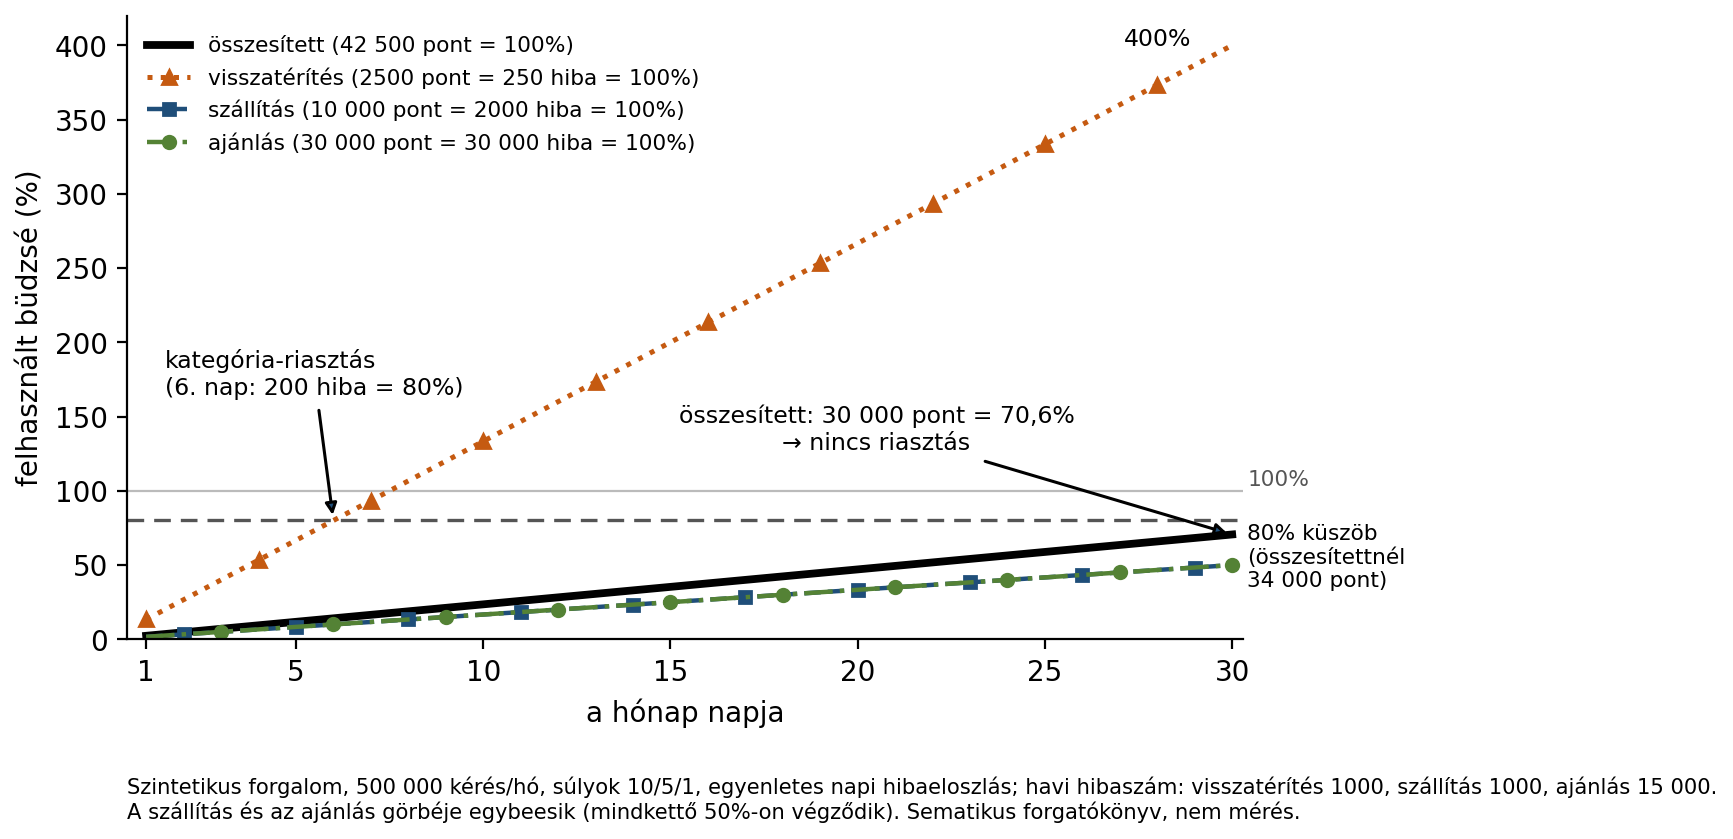 összesített (42 500 pont = 100%)
visszatérítés (2500 pont = 250 hiba = 100%)
szállítás (10 000 pont = 2000 hiba = 100%)
ajánlás (30 000 pont = 30 000 hiba = 100%)
400%
kategória-riasztás
(6. nap: 200 hiba = 80%)
összesített: 30 000 pont = 70,6%
→ nincs riasztás
100%
80% küszöb
(összesítettnél
34 000 pont)
felhasznált büdzsé (%)
400
350
300
250
200
150
100
50
0
1 5 10 15 20 25 30
a hónap napja
Szintetikus forgalom, 500 000 kérés/hó, súlyok 10/5/1, egyenletes napi hibaeloszlás; havi hibaszám: visszatérítés 1000, szállítás 1000, ajánlás 15 000.
A szállítás és az ajánlás görbéje egybeesik (mindkettő 50%-on végződik). Sematikus forgatókönyv, nem mérés.